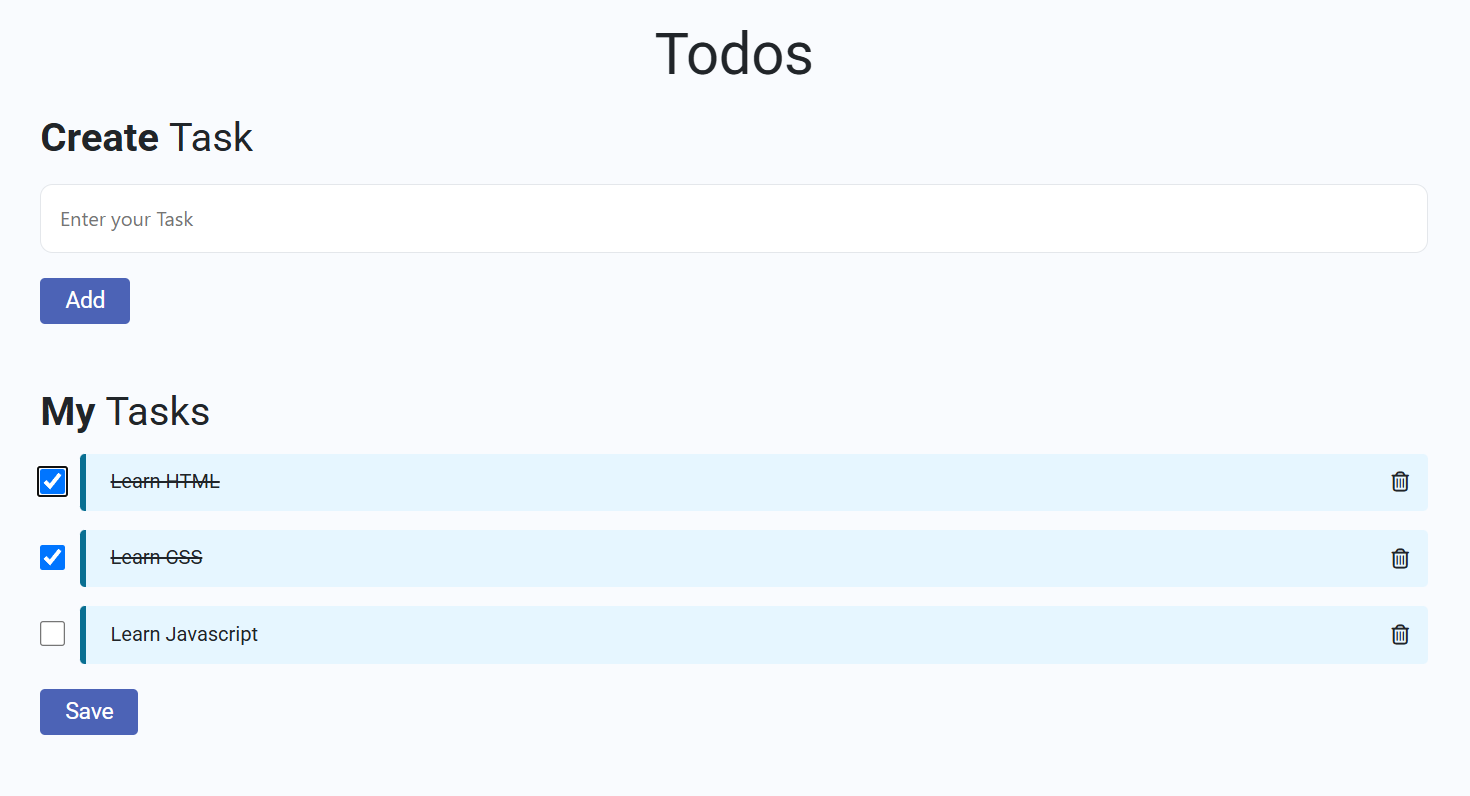 Todos
Create Task
Enter your Task
Add
My Tasks
Learn HTML
Learn CSS
Learn Javascript
Save